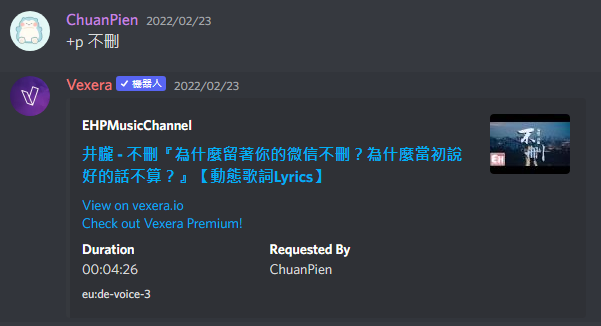 ChuanPien 2022/02/23
+p 不刪
Vexera ✓ 機器人 2022/02/23
EHPMusicChannel
井朧 - 不刪『為什麼留著你的微信不刪？為什麼當初說
好的話不算？』【動態歌詞Lyrics】
不刪
EH
View on vexera.io
Check out Vexera Premium!
Duration Requested By
00:04:26 ChuanPien
eu:de-voice-3